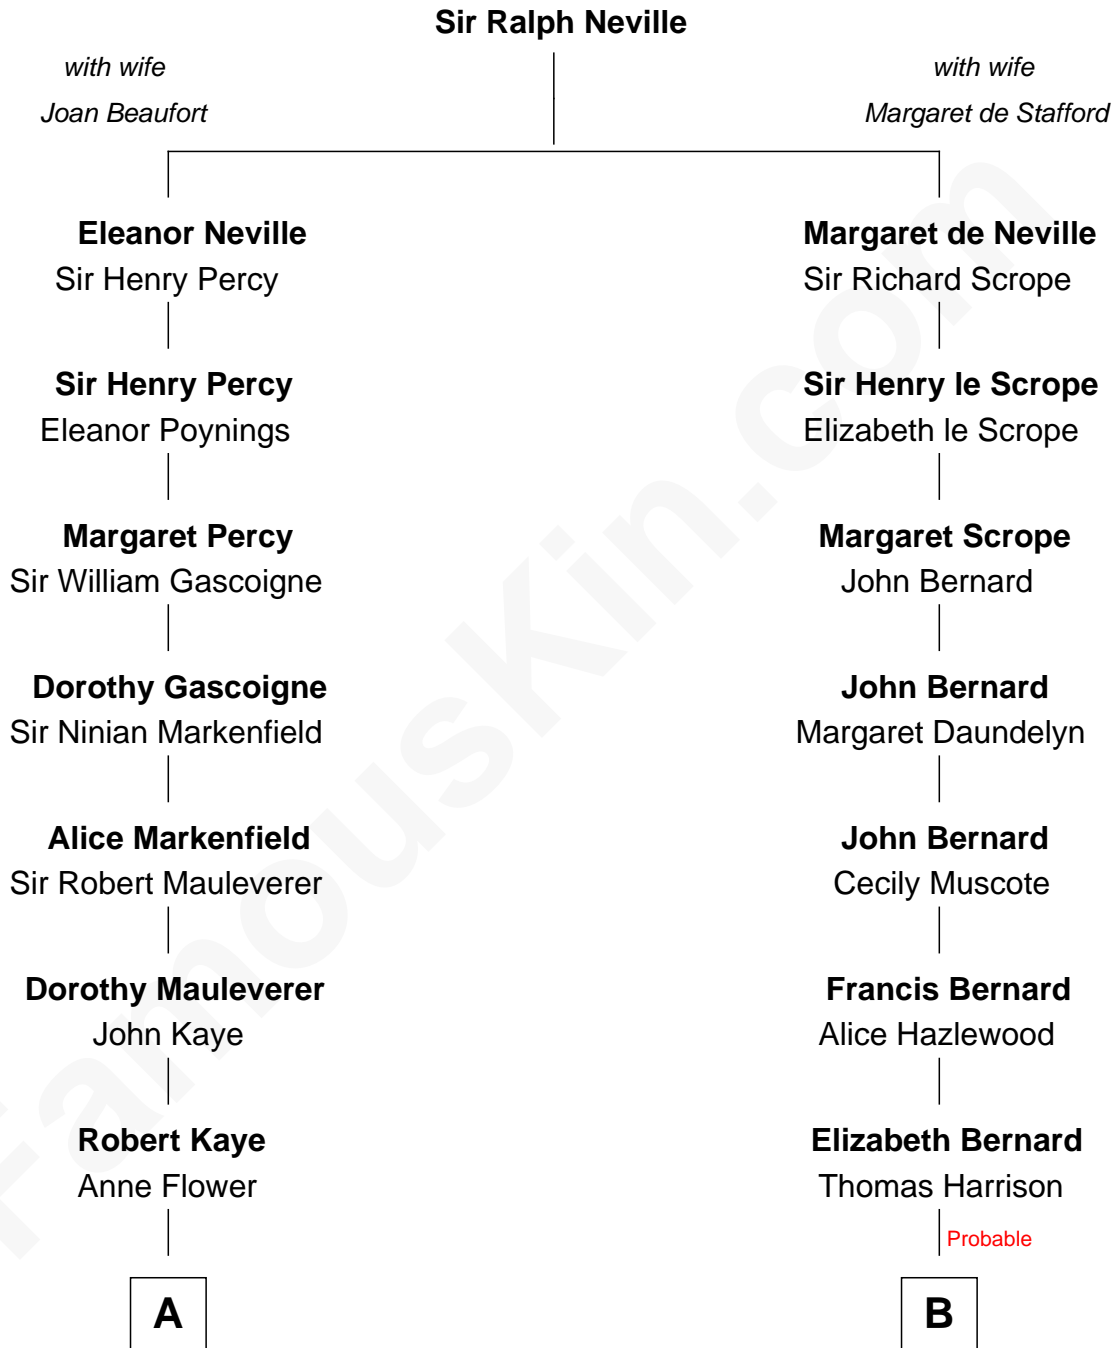 Sir Ralph Neville
with wife
Joan Beaufort
with wife
Margaret de Stafford
Eleanor Neville
Sir Henry Percy
Margaret de Neville
Sir Richard Scrope
Sir Henry Percy
Eleanor Poynings
Sir Henry le Scrope
Elizabeth le Scrope
Margaret Percy
Sir William Gascoigne
Margaret Scrope
John Bernard
Dorothy Gascoigne
Sir Ninian Markenfield
John Bernard
Margaret Daundelyn
Alice Markenfield
Sir Robert Mauleverer
John Bernard
Cecily Muscote
Dorothy Mauleverer
John Kaye
Francis Bernard
Alice Hazlewood
Robert Kaye
Anne Flower
Elizabeth Bernard
Thomas Harrison
Probable
A
B
FamousKin.com